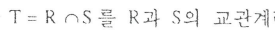 T = R ∩ S 를 R과 S의 교관계